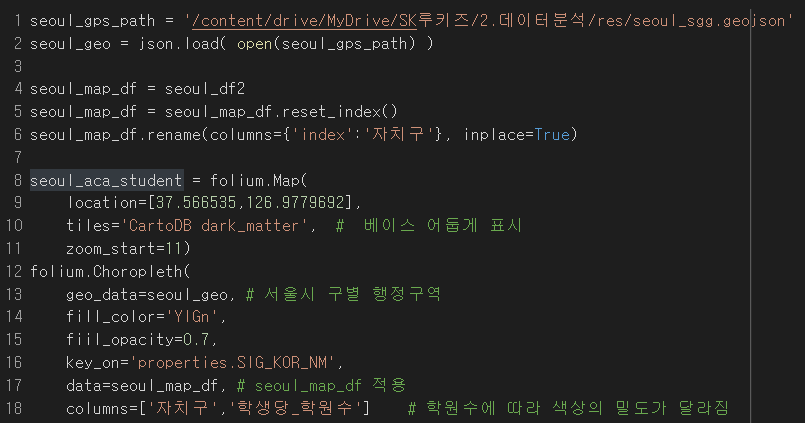 1 seoul_gps_path = '/content/drive/MyDrive/SK루키즈/2.데이터분석/res/seoul_sgg.geojson'
2 seoul_geo = json.load( open(seoul_gps_path) )
3
4 seoul_map_df = seoul_df2
5 seoul_map_df = seoul_map_df.reset_index()
6 seoul_map_df.rename(columns={'index':'자치구'}, inplace=True)
7
8 seoul_aca_student = folium.Map(
9 location=[37.566535,126.9779692],
10 tiles='CartoDB dark_matter', # 베이스 어둡게 표시
11 zoom_start=11)
12 folium.Choropleth(
13 geo_data=seoul_geo, # 서울시 구별 행정구역
14 fill_color='YlGn',
15 fiil_opacity=0.7,
16 key_on='properties.SIG_KOR_NM',
17 data=seoul_map_df, # seoul_map_df 적용
18 columns=['자치구','학생당_학원수'] # 학원수에 따라 색상의 밀도가 달라짐